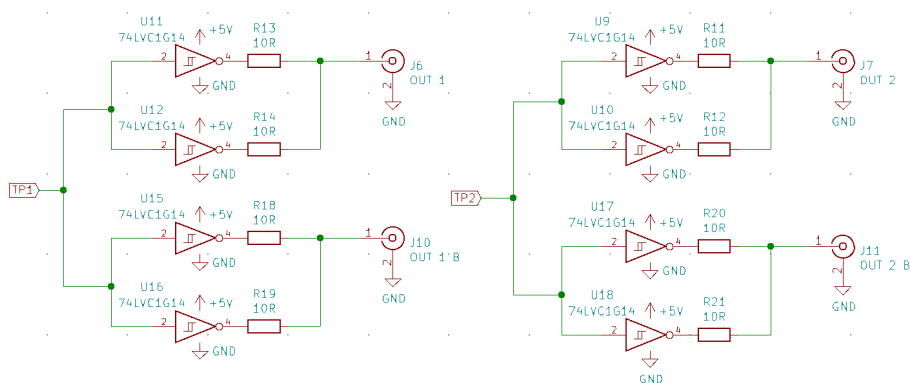 U11
74LVC1G14
+5V
R13
10R
2
4
1
J6
OUT 1
2
GND
GND
U12
74LVC1G14
+5V
R14
10R
2
4
GND
TP1
U15
74LVC1G14
+5V
R18
10R
2
4
1
J10
OUT 1 B
2
GND
GND
U16
74LVC1G14
+5V
R19
10R
2
4
GND
U9
74LVC1G14
+5V
R11
10R
2
4
1
J7
OUT 2
2
GND
GND
U10
74LVC1G14
+5V
R12
10R
2
4
GND
TP2
U17
74LVC1G14
+5V
R20
10R
2
4
1
J11
OUT 2 B
2
GND
GND
U18
74LVC1G14
+5V
R21
10R
2
4
GND